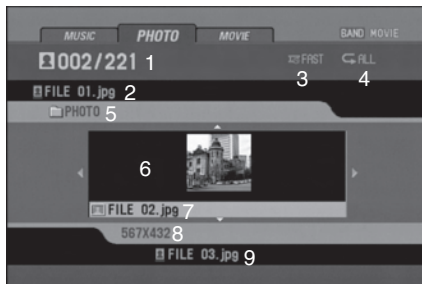 MUSIC PHOTO MOVIE BAND MOVIE
002/221 1
FAST ALL
3 4
FILE 01.jpg 2
PHOTO 5
6
FILE 02.jpg 7
567X432 8
FILE 03.jpg 9